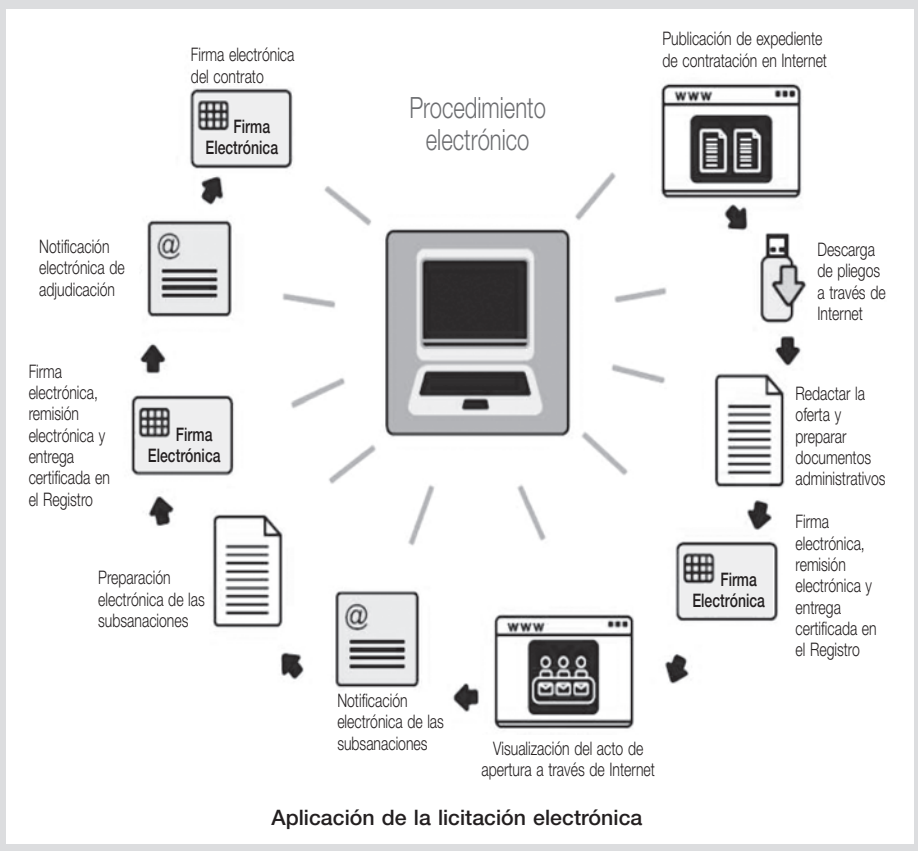 Procedimiento
electrónico
Publicación de expediente
de contratación en Internet
WWW
Descarga
de pliegos
a través de
Internet
Redactar la
oferta y
preparar
documentos
administrativos
Firma
electrónica,
remisión
electrónica y
entrega
certificada en
el Registro
Firma
Electrónica
WWW
Visualización del acto de
apertura a través de Internet
@
Notificación
electrónica de las
subsanaciones
Preparación
electrónica de las
subsanaciones
Firma
electrónica,
remisión
electrónica y
entrega
certificada en
el Registro
Firma
Electrónica
Notificación
electrónica de
adjudicación
@
Firma electrónica
del contrato
Firma
Electrónica
Aplicación de la licitación electrónica